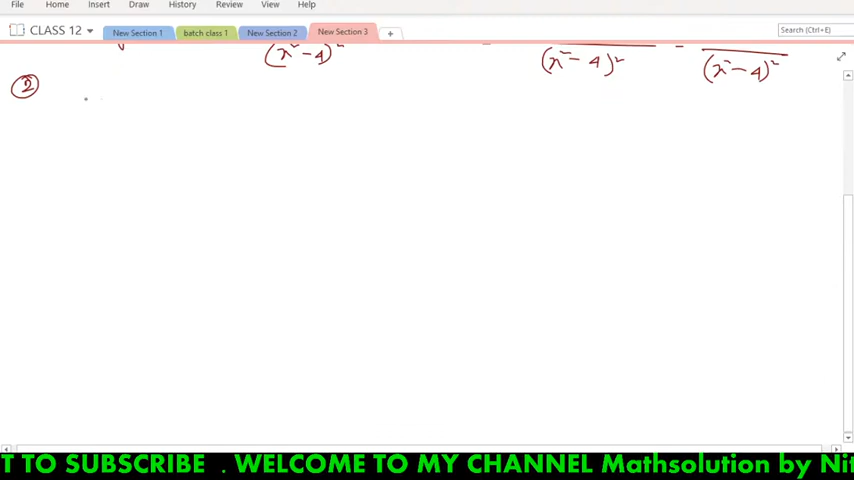 File Home Insert Draw History Review View Help
CLASS 12 New Section 1 batch class 1 New Section 2 New Section 3 + Search (Ctrl+E)
(x²-4)² = (x²-4)² = (x²-4)²
②
T TO SUBSCRIBE . WELCOME TO MY CHANNEL Mathsolution by Nit